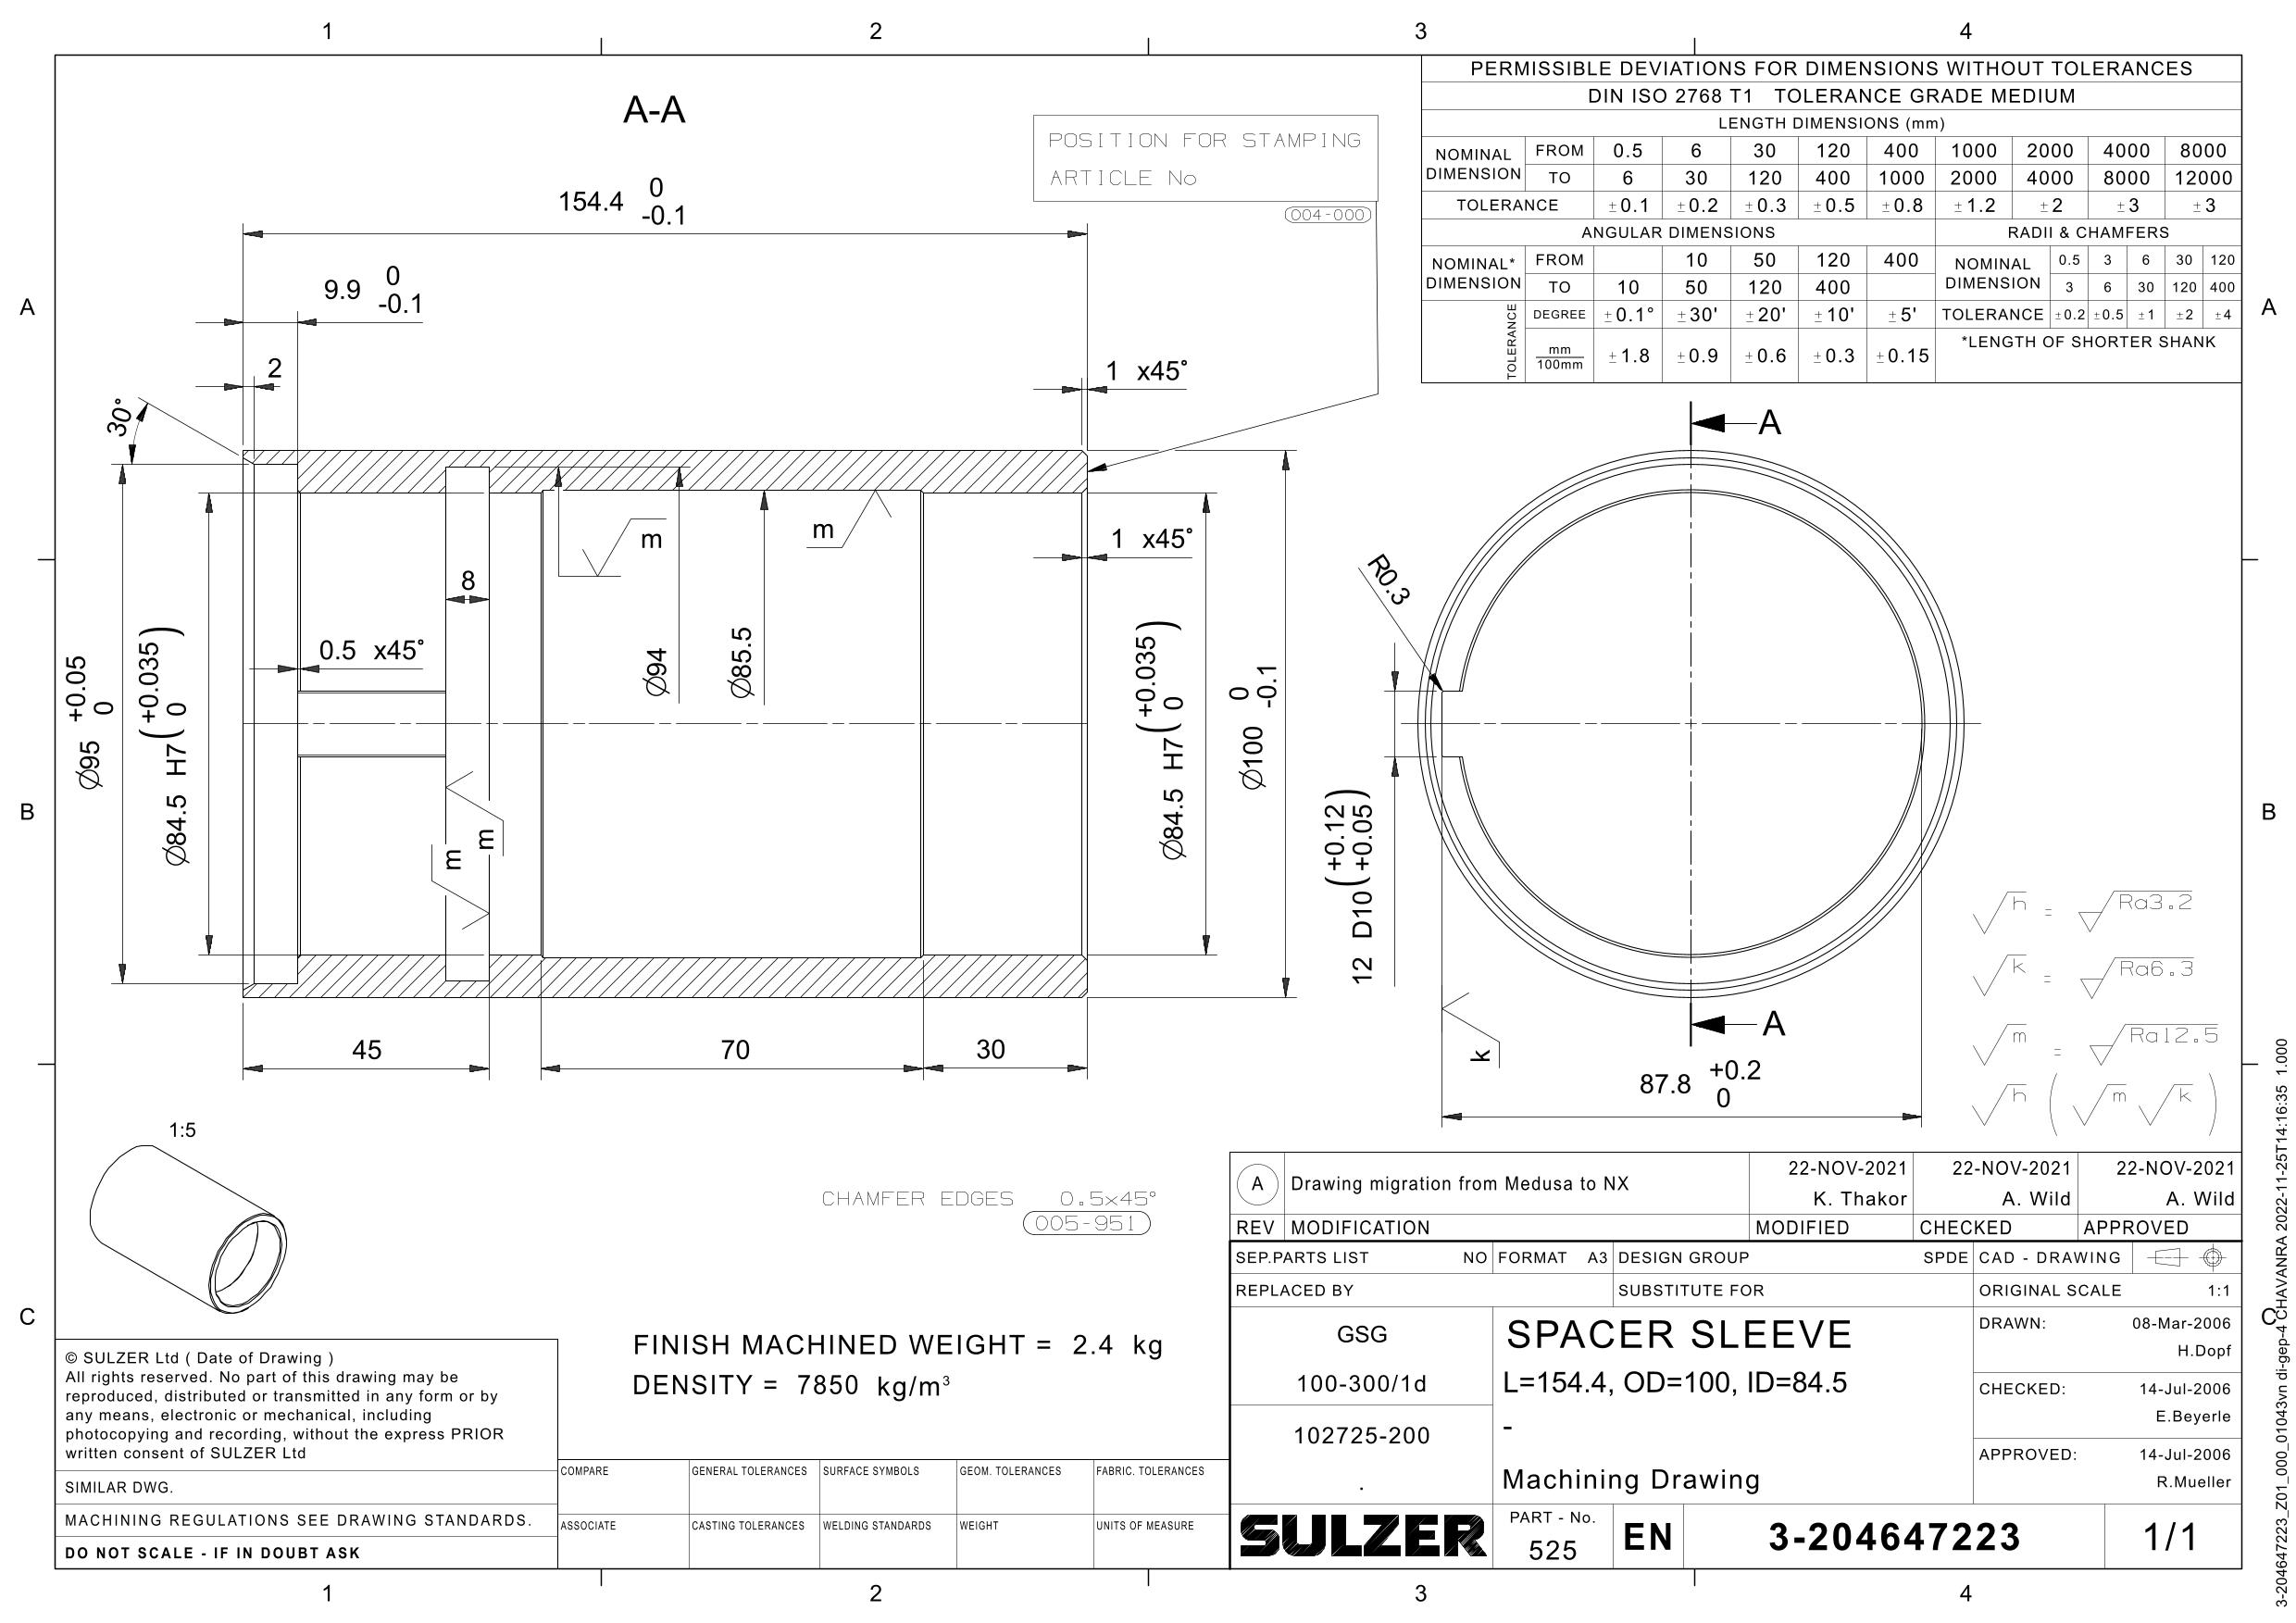 1 2 3 4
A-A
POSITION FOR STAMPING
ARTICLE No
004-000
154.4 0 -0.1
9.9 0 -0.1
2
30°
1 x45°
1 x45°
8
0.5 x45°
m
m
m
m
Ø94
Ø85.5
Ø95 +0.05 0
Ø84.5 H7(+0.035 0)
Ø84.5 H7(+0.035 0)
Ø100 0 -0.1
45
70
30
PERMISSIBLE DEVIATIONS FOR DIMENSIONS WITHOUT TOLERANCES
DIN ISO 2768 T1 TOLERANCE GRADE MEDIUM
LENGTH DIMENSIONS (mm)
NOMINAL DIMENSION
FROM 0.5 6 30 120 400 1000 2000 4000 8000
TO 6 30 120 400 1000 2000 4000 8000 12000
TOLERANCE ±0.1 ±0.2 ±0.3 ±0.5 ±0.8 ±1.2 ±2 ±3 ±3
ANGULAR DIMENSIONS
NOMINAL* DIMENSION
FROM 10 50 120 400
TO 10 50 120 400
TOLERANCE
DEGREE ±0.1° ±30' ±20' ±10' ±5'
mm
100mm
±1.8 ±0.9 ±0.6 ±0.3 ±0.15
RADII & CHAMFERS
NOMINAL DIMENSION
0.5 3 6 30 120
3 6 30 120 400
TOLERANCE ±0.2 ±0.5 ±1 ±2 ±4
*LENGTH OF SHORTER SHANK
A
A
R0.3
12 D10(+0.12 +0.05)
k
87.8 +0.2 0
h = Ra3.2
k = Ra6.3
m = Ra12.5
h ( m k )
A
B
C
A
B
C
1:5
CHAMFER EDGES 0.5x45°
005-951
FINISH MACHINED WEIGHT = 2.4 kg
DENSITY = 7850 kg/m³
© SULZER Ltd ( Date of Drawing )
All rights reserved. No part of this drawing may be
reproduced, distributed or transmitted in any form or by
any means, electronic or mechanical, including
photocopying and recording, without the express PRIOR
written consent of SULZER Ltd
SIMILAR DWG.
MACHINING REGULATIONS SEE DRAWING STANDARDS.
DO NOT SCALE - IF IN DOUBT ASK
COMPARE GENERAL TOLERANCES SURFACE SYMBOLS GEOM. TOLERANCES FABRIC. TOLERANCES
ASSOCIATE CASTING TOLERANCES WELDING STANDARDS WEIGHT UNITS OF MEASURE
A Drawing migration from Medusa to NX
22-NOV-2021 22-NOV-2021 22-NOV-2021
K. Thakor A. Wild A. Wild
REV MODIFICATION MODIFIED CHECKED APPROVED
SEP.PARTS LIST NO FORMAT A3 DESIGN GROUP SPDE CAD - DRAWING
REPLACED BY SUBSTITUTE FOR ORIGINAL SCALE 1:1
GSG
100-300/1d
102725-200
.
SPACER SLEEVE
L=154.4, OD=100, ID=84.5
-
Machining Drawing
DRAWN: 08-Mar-2006
H.Dopf
CHECKED: 14-Jul-2006
E.Beyerle
APPROVED: 14-Jul-2006
R.Mueller
SULZER
PART - No.
525
EN
3-204647223
1/1
1 2 3 4
3-204647223_Z01_000_01043vn di-gep-4 CHAVANRA 2022-11-25T14:16:35 1.000